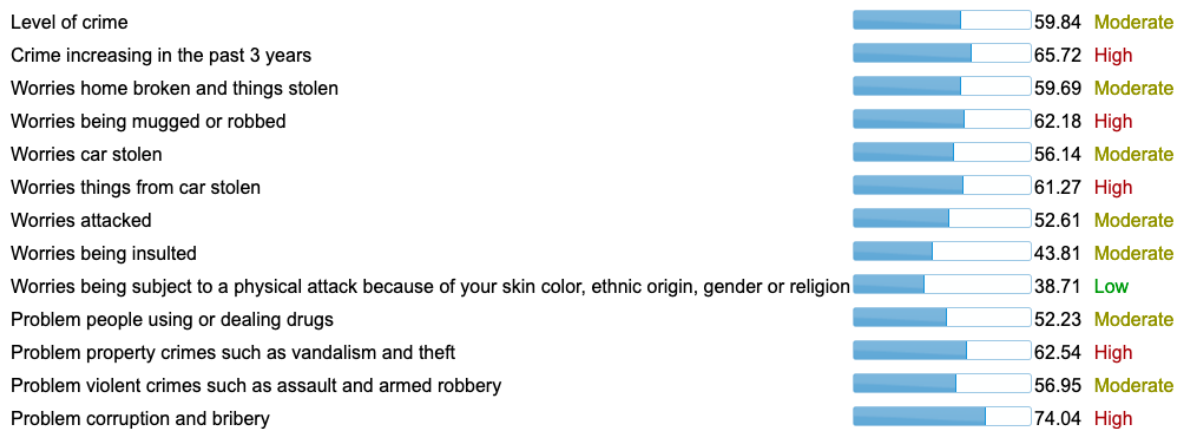 Level of crime 59.84 Moderate
Crime increasing in the past 3 years 65.72 High
Worries home broken and things stolen 59.69 Moderate
Worries being mugged or robbed 62.18 High
Worries car stolen 56.14 Moderate
Worries things from car stolen 61.27 High
Worries attacked 52.61 Moderate
Worries being insulted 43.81 Moderate
Worries being subject to a physical attack because of your skin color, ethnic origin, gender or religion 38.71 Low
Problem people using or dealing drugs 52.23 Moderate
Problem property crimes such as vandalism and theft 62.54 High
Problem violent crimes such as assault and armed robbery 56.95 Moderate
Problem corruption and bribery 74.04 High